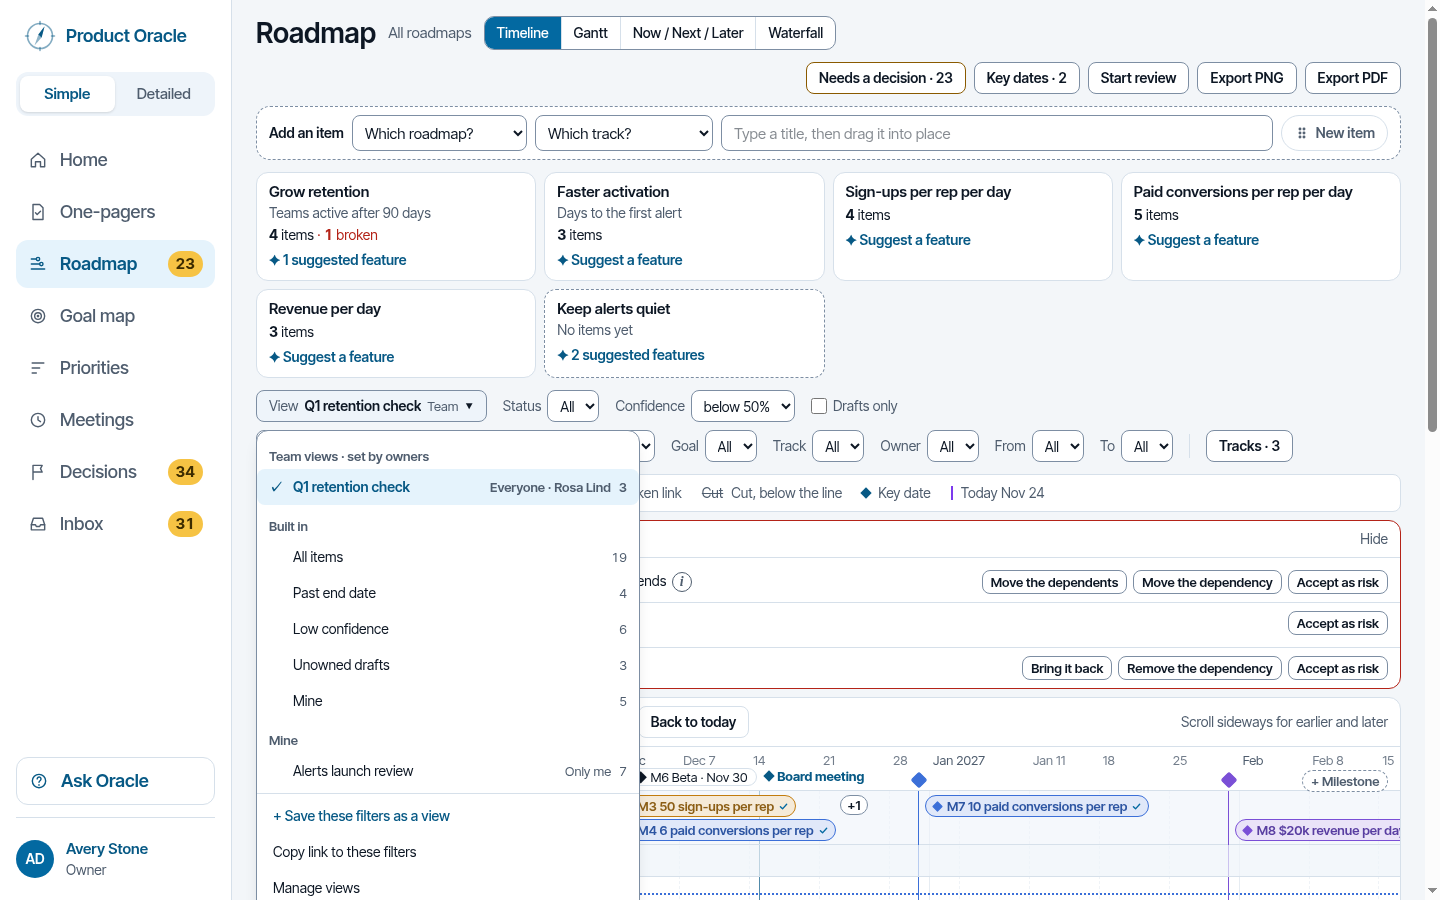 Product Oracle
Simple
Detailed
Home
One-pagers
Roadmap 23
Goal map
Priorities
Meetings
Decisions 34
Inbox 31
Ask Oracle
AD
Avery Stone
Owner
Roadmap All roadmaps Timeline Gantt Now / Next / Later Waterfall
Needs a decision · 23 Key dates · 2 Start review Export PNG Export PDF
Add an item Which roadmap? Which track? Type a title, then drag it into place New item
Grow retention
Teams active after 90 days
4 items · 1 broken
1 suggested feature
Faster activation
Days to the first alert
3 items
Suggest a feature
Sign-ups per rep per day
4 items
Suggest a feature
Paid conversions per rep per day
5 items
Suggest a feature
Revenue per day
3 items
Suggest a feature
Keep alerts quiet
No items yet
2 suggested features
View Q1 retention check Team ▼ Status All Confidence below 50% Drafts only
Goal All Track All Owner All From All To All Tracks · 3
Team views · set by owners
✓ Q1 retention check Everyone · Rosa Lind 3
Built in
All items 19
Past end date 4
Low confidence 6
Unowned drafts 3
Mine 5
Mine
Alerts launch review Only me 7
+ Save these filters as a view
Copy link to these filters
Manage views
ken link Cut Cut, below the line Key date Today Nov 24
Hide
ends i Move the dependents Move the dependency Accept as risk
Accept as risk
Bring it back Remove the dependency Accept as risk
Back to today Scroll sideways for earlier and later
c Dec 7 14 21 28 Jan 2027 Jan 11 18 25 Feb Feb 8 15
M6 Beta · Nov 30 Board meeting + Milestone
M3 50 sign-ups per rep ✓ +1 M7 10 paid conversions per rep ✓
M4 6 paid conversions per rep ✓ M8 $20k revenue per day